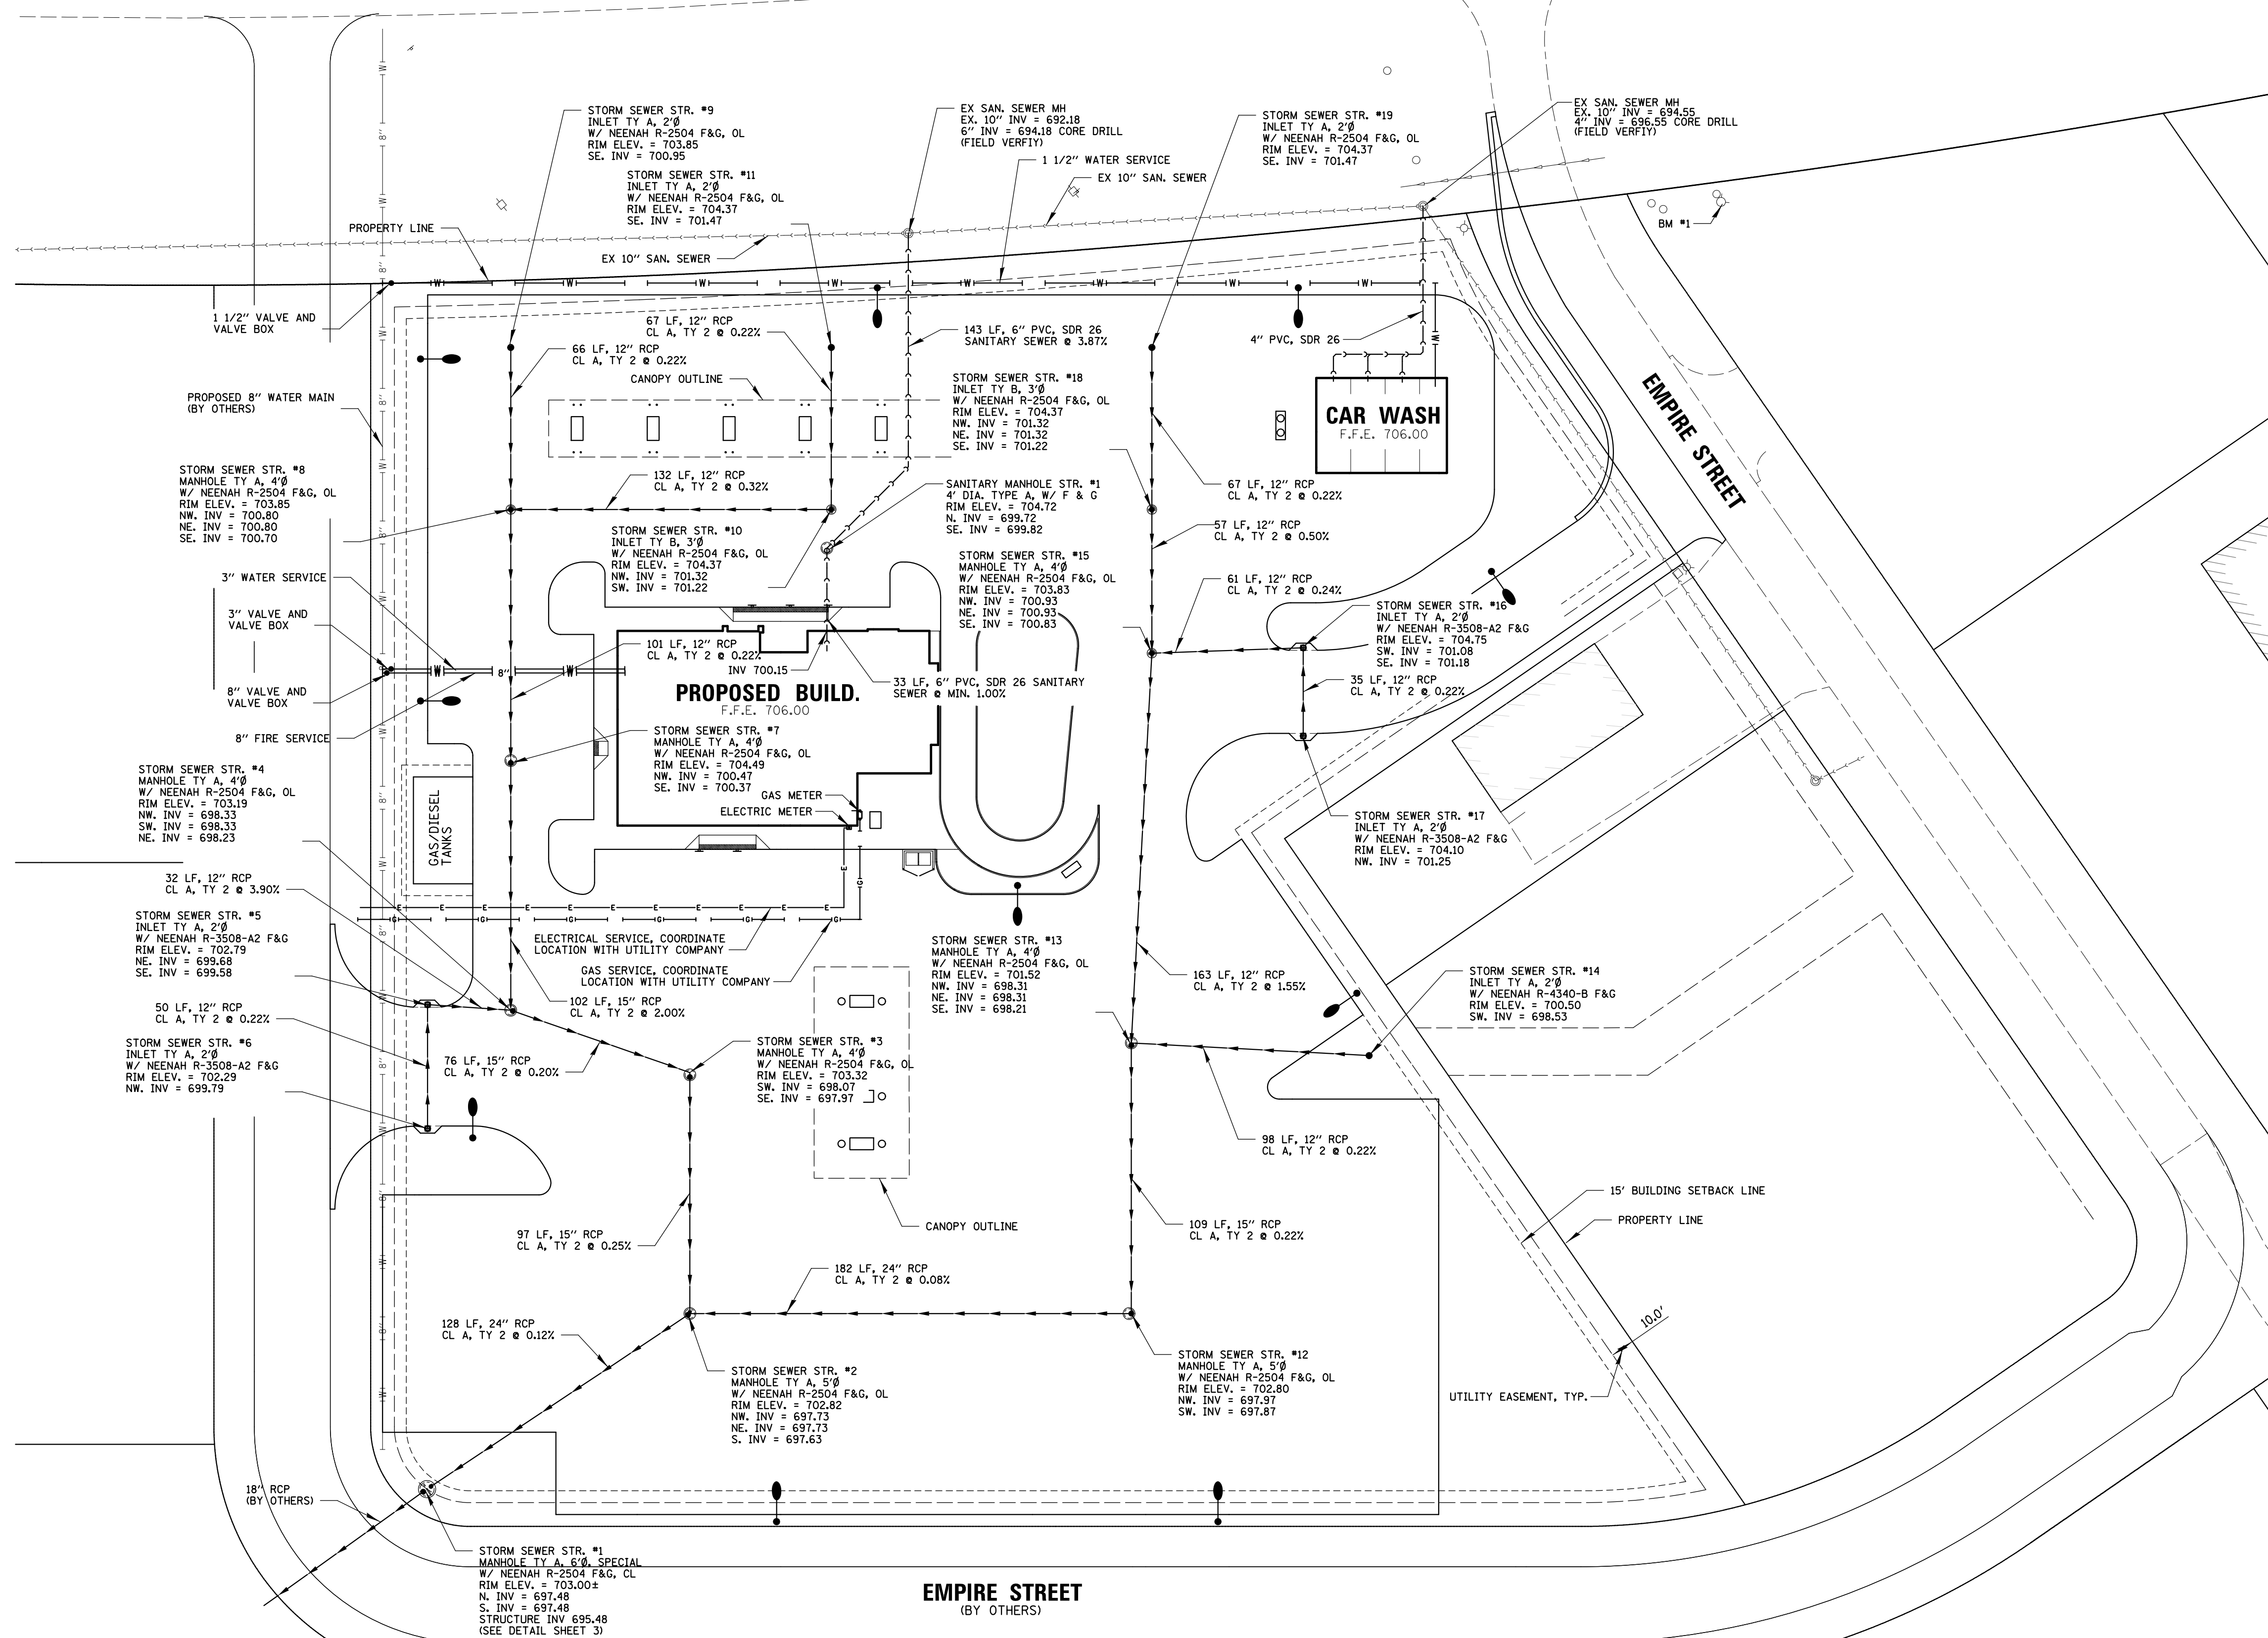 STORM SEWER STR. #9
INLET TY A, 2'Ø
W/ NEENAH R-2504 F&G, OL
RIM ELEV. = 703.85
SE. INV = 700.95
STORM SEWER STR. #11
INLET TY A, 2'Ø
W/ NEENAH R-2504 F&G, OL
RIM ELEV. = 704.37
SE. INV = 701.47
EX SAN. SEWER MH
EX. 10" INV = 692.18
6" INV = 694.18 CORE DRILL
(FIELD VERFIY)
1 1/2" WATER SERVICE
EX 10" SAN. SEWER
STORM SEWER STR. #19
INLET TY A, 2'Ø
W/ NEENAH R-2504 F&G, OL
RIM ELEV. = 704.37
SE. INV = 701.47
EX SAN. SEWER MH
EX. 10" INV = 694.55
4" INV = 696.55 CORE DRILL
(FIELD VERFIY)
BM #1
PROPERTY LINE
EX 10" SAN. SEWER
1 1/2" VALVE AND
VALVE BOX
67 LF, 12" RCP
CL A, TY 2 @ 0.22%
66 LF, 12" RCP
CL A, TY 2 @ 0.22%
143 LF, 6" PVC, SDR 26
SANITARY SEWER @ 3.87%
4" PVC, SDR 26
CANOPY OUTLINE
STORM SEWER STR. #18
INLET TY B, 3'Ø
W/ NEENAH R-2504 F&G, OL
RIM ELEV. = 704.37
NW. INV = 701.32
NE. INV = 701.32
SE. INV = 701.22
PROPOSED 8" WATER MAIN
(BY OTHERS)
CAR WASH
F.F.E. 706.00
EMPIRE STREET
STORM SEWER STR. #8
MANHOLE TY A, 4'Ø
W/ NEENAH R-2504 F&G, OL
RIM ELEV. = 703.85
NW. INV = 700.80
NE. INV = 700.80
SE. INV = 700.70
132 LF, 12" RCP
CL A, TY 2 @ 0.32%
SANITARY MANHOLE STR. #1
4' DIA. TYPE A, W/ F & G
RIM ELEV. = 704.72
N. INV = 699.72
SE. INV = 699.82
67 LF, 12" RCP
CL A, TY 2 @ 0.22%
57 LF, 12" RCP
CL A, TY 2 @ 0.50%
STORM SEWER STR. #10
INLET TY B, 3'Ø
W/ NEENAH R-2504 F&G, OL
RIM ELEV. = 704.37
NW. INV = 701.32
SW. INV = 701.22
STORM SEWER STR. #15
MANHOLE TY A, 4'Ø
W/ NEENAH R-2504 F&G, OL
RIM ELEV. = 703.83
NW. INV = 700.93
NE. INV = 700.93
SE. INV = 700.83
61 LF, 12" RCP
CL A, TY 2 @ 0.24%
3" WATER SERVICE
3" VALVE AND
VALVE BOX
STORM SEWER STR. #16
INLET TY A, 2'Ø
W/ NEENAH R-3508-A2 F&G
RIM ELEV. = 704.75
SW. INV = 701.08
SE. INV = 701.18
101 LF, 12" RCP
CL A, TY 2 @ 0.22%
INV 700.15
8"
33 LF, 6" PVC, SDR 26 SANITARY
SEWER @ MIN. 1.00%
35 LF, 12" RCP
CL A, TY 2 @ 0.22%
8" VALVE AND
VALVE BOX
PROPOSED BUILD.
F.F.E. 706.00
8" FIRE SERVICE
STORM SEWER STR. #7
MANHOLE TY A, 4'Ø
W/ NEENAH R-2504 F&G, OL
RIM ELEV. = 704.49
NW. INV = 700.47
SE. INV = 700.37
GAS METER
ELECTRIC METER
STORM SEWER STR. #4
MANHOLE TY A, 4'Ø
W/ NEENAH R-2504 F&G, OL
RIM ELEV. = 703.19
NW. INV = 698.33
SW. INV = 698.33
NE. INV = 698.23
GAS/DIESEL
TANKS
STORM SEWER STR. #17
INLET TY A, 2'Ø
W/ NEENAH R-3508-A2 F&G
RIM ELEV. = 704.10
NW. INV = 701.25
32 LF, 12" RCP
CL A, TY 2 @ 3.90%
STORM SEWER STR. #5
INLET TY A, 2'Ø
W/ NEENAH R-3508-A2 F&G
RIM ELEV. = 702.79
NE. INV = 699.68
SE. INV = 699.58
ELECTRICAL SERVICE, COORDINATE
LOCATION WITH UTILITY COMPANY
GAS SERVICE, COORDINATE
LOCATION WITH UTILITY COMPANY
STORM SEWER STR. #13
MANHOLE TY A, 4'Ø
W/ NEENAH R-2504 F&G, OL
RIM ELEV. = 701.52
NW. INV = 698.31
NE. INV = 698.31
SE. INV = 698.21
163 LF, 12" RCP
CL A, TY 2 @ 1.55%
STORM SEWER STR. #14
INLET TY A, 2'Ø
W/ NEENAH R-4340-B F&G
RIM ELEV. = 700.50
SW. INV = 698.53
50 LF, 12" RCP
CL A, TY 2 @ 0.22%
102 LF, 15" RCP
CL A, TY 2 @ 2.00%
STORM SEWER STR. #6
INLET TY A, 2'Ø
W/ NEENAH R-3508-A2 F&G
RIM ELEV. = 702.29
NW. INV = 699.79
76 LF, 15" RCP
CL A, TY 2 @ 0.20%
STORM SEWER STR. #3
MANHOLE TY A, 4'Ø
W/ NEENAH R-2504 F&G, OL
RIM ELEV. = 703.32
SW. INV = 698.07
SE. INV = 697.97
98 LF, 12" RCP
CL A, TY 2 @ 0.22%
15' BUILDING SETBACK LINE
PROPERTY LINE
CANOPY OUTLINE
97 LF, 15" RCP
CL A, TY 2 @ 0.25%
109 LF, 15" RCP
CL A, TY 2 @ 0.22%
182 LF, 24" RCP
CL A, TY 2 @ 0.08%
128 LF, 24" RCP
CL A, TY 2 @ 0.12%
10.0'
STORM SEWER STR. #2
MANHOLE TY A, 5'Ø
W/ NEENAH R-2504 F&G, OL
RIM ELEV. = 702.82
NW. INV = 697.73
NE. INV = 697.73
S. INV = 697.63
STORM SEWER STR. #12
MANHOLE TY A, 5'Ø
W/ NEENAH R-2504 F&G, OL
RIM ELEV. = 702.80
NW. INV = 697.97
SW. INV = 697.87
UTILITY EASEMENT, TYP.
18" RCP
(BY OTHERS)
STORM SEWER STR. #1
MANHOLE TY A, 6'Ø, SPECIAL
W/ NEENAH R-2504 F&G, CL
RIM ELEV. = 703.00±
N. INV = 697.48
S. INV = 697.48
STRUCTURE INV 695.48
(SEE DETAIL SHEET 3)
EMPIRE STREET
(BY OTHERS)